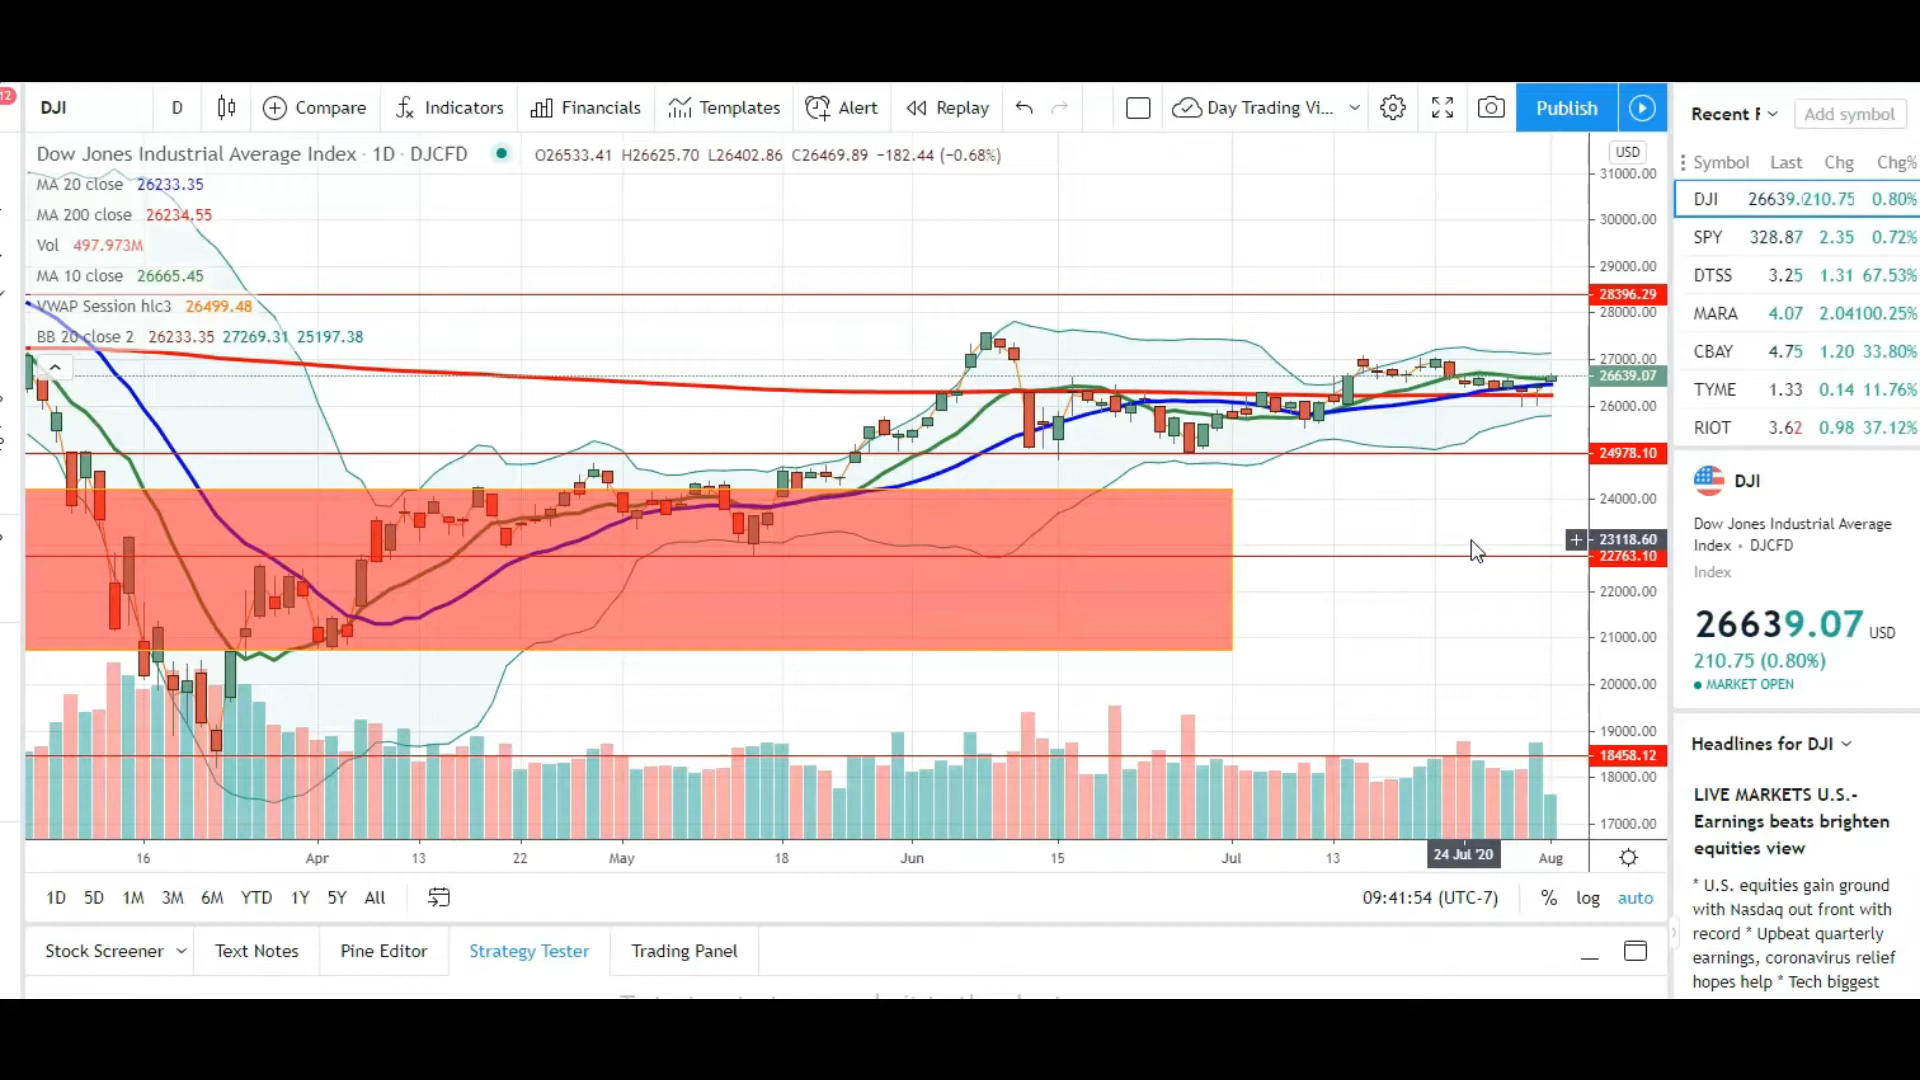 12
DJI D Compare Indicators Financials Templates Alert Replay Day Trading Vi... Publish
Dow Jones Industrial Average Index · 1D · DJCFD O26533.41 H26625.70 L26402.86 C26469.89 −182.44 (−0.68%)
MA 20 close 26233.35
MA 200 close 26234.55
Vol 497.973M
MA 10 close 26665.45
VWAP Session hlc3 26499.48
BB 20 close 2 26233.35 27269.31 25197.38
USD
31000.00
30000.00
29000.00
28396.29
28000.00
27000.00
26639.07
26000.00
24978.10
24000.00
23118.60
22763.10
22000.00
21000.00
20000.00
19000.00
18458.12
18000.00
17000.00
16 Apr 13 22 May 18 Jun 15 Jul 13 24 Jul '20 Aug
1D 5D 1M 3M 6M YTD 1Y 5Y All 09:41:54 (UTC-7) % log auto
Stock Screener Text Notes Pine Editor Strategy Tester Trading Panel
Add symbol
Symbol Last Chg Chg%
DJI 26639.0 210.75 0.80%
SPY 328.87 2.35 0.72%
DTSS 3.25 1.31 67.53%
MARA 4.07 2.04 100.25%
CBAY 4.75 1.20 33.80%
TYME 1.33 0.14 11.76%
RIOT 3.62 0.98 37.12%
DJI
Dow Jones Industrial Average
Index • DJCFD
Index
26639.07 USD
210.75 (0.80%)
MARKET OPEN
Headlines for DJI
LIVE MARKETS U.S.-
Earnings beats brighten
equities view
* U.S. equities gain ground
with Nasdaq out front with
record * Upbeat quarterly
earnings, coronavirus relief
hopes help * Tech biggest